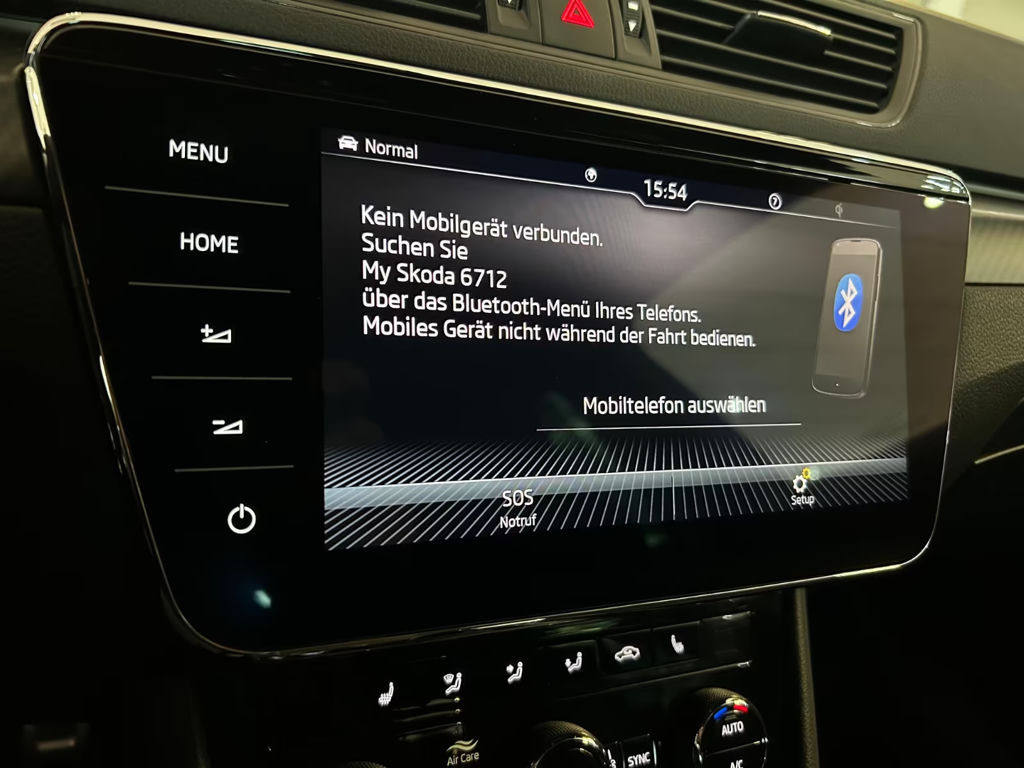 MENU
HOME
Normal
15:54
Kein Mobilgerät verbunden.
Suchen Sie
My Skoda 6712
über das Bluetooth-Menü Ihres Telefons.
Mobiles Gerät nicht während der Fahrt bedienen.
Mobiltelefon auswählen
SOS
Notruf
Setup
Air Care
SYNC
AUTO
A/C